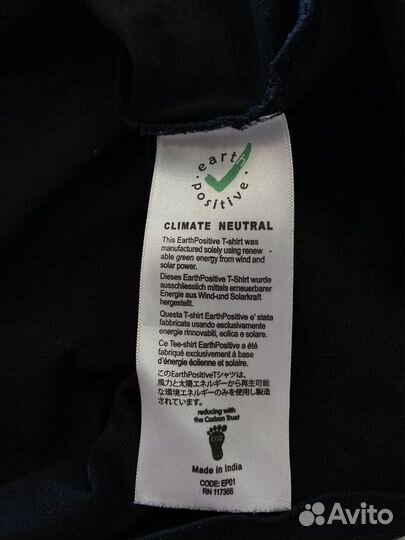 earth
positive
CLIMATE NEUTRAL
This EarthPositive T-shirt was
manufactured solely using renew -
able green energy from wind and
solar power.
Dieses EarthPositive T-Shirt wurde
ausschliesslich mittels erneuerbarer
Energie aus Wind-und Solarkraft
hergestellt.
Questa T-shirt EarthPositive e' stata
fabbricata usando esclusivamente
energie rinnovabili, eolica e solare.
Ce Tee-shirt EarthPositive a été
fabriqué exclusivement à base
d'énergie éolienne et solaire.
このEarthPositiveTシャツは、
風力と太陽エネルギーから再生可能
な環境エネルギーのみを使用し製造
されています。
reducing with
the Carbon Trust
CO2
Made in India
CODE: EP01
RN 117366
Avito